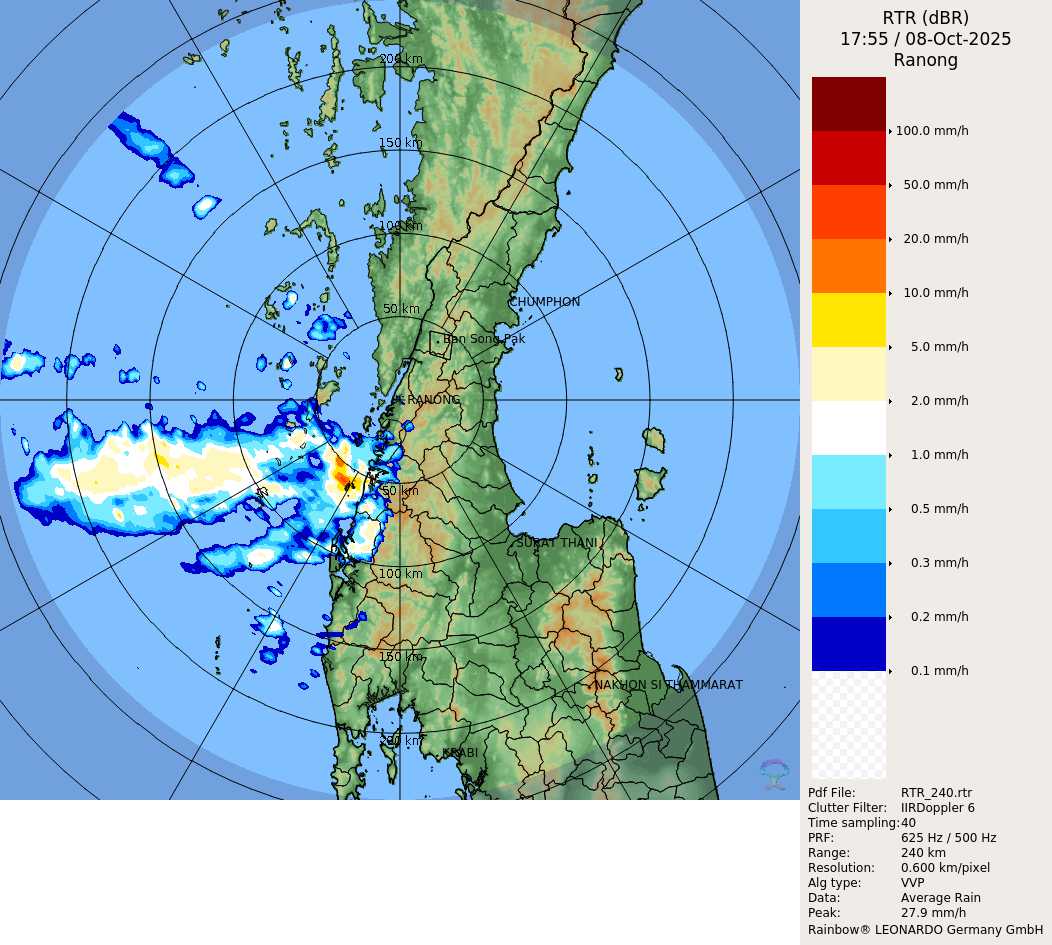 RTR (dBR)
17:55 / 08-Oct-2025
Ranong
200 km
150 km
100 km
50 km
CHUMPHON
Ban Song Pak
RANONG
50 km
SURAT THANI
100 km
150 km
NAKHON SI THAMMARAT
200 km
KRABI
100.0 mm/h
50.0 mm/h
20.0 mm/h
10.0 mm/h
5.0 mm/h
2.0 mm/h
1.0 mm/h
0.5 mm/h
0.3 mm/h
0.2 mm/h
0.1 mm/h
Pdf File: RTR_240.rtr
Clutter Filter: IIRDoppler 6
Time sampling: 40
PRF: 625 Hz / 500 Hz
Range: 240 km
Resolution: 0.600 km/pixel
Alg type: VVP
Data: Average Rain
Peak: 27.9 mm/h
Rainbow® LEONARDO Germany GmbH